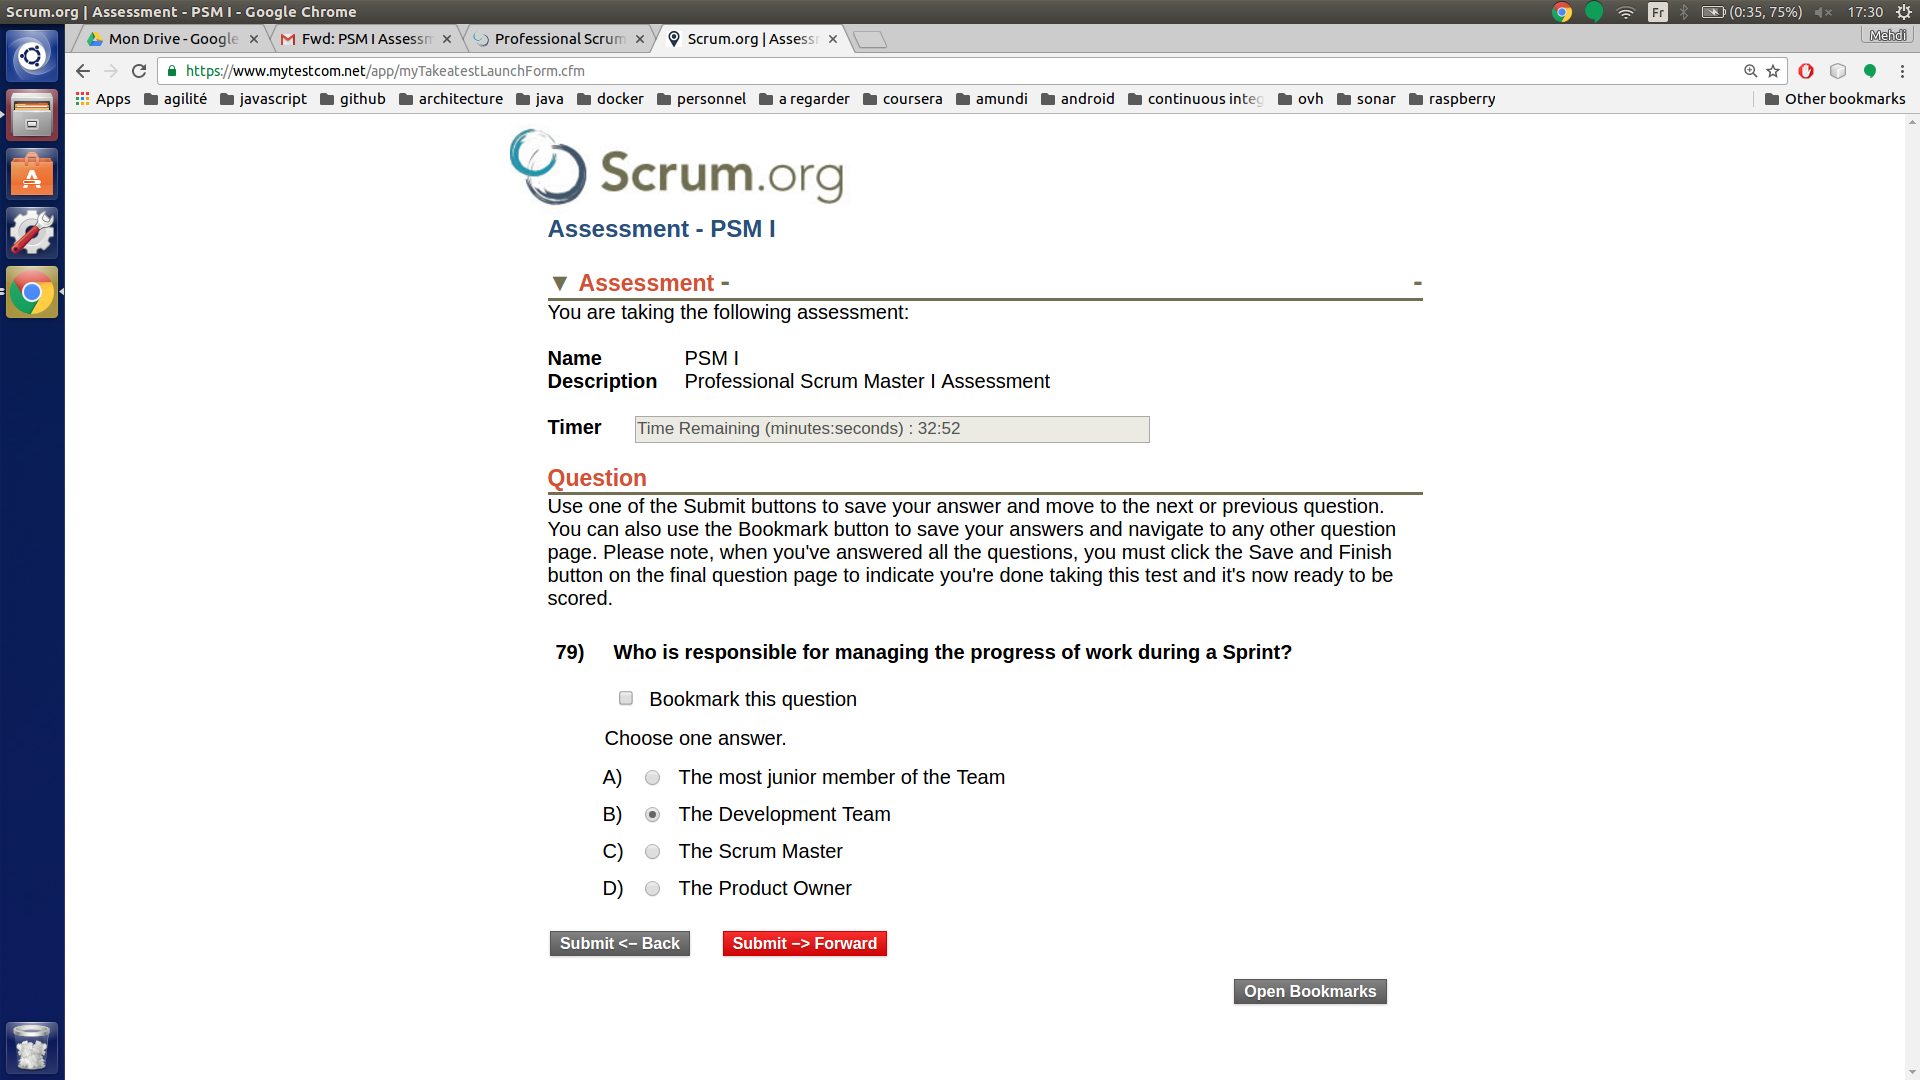 Scrum.org | Assessment - PSM I - Google Chrome
Fr
(0:35, 75%)
17:30
Mon Drive - Google
Fwd: PSM I Assessm
Professional Scrum
Scrum.org | Assess
Mehdi
https://www.mytestcom.net/app/myTakeatestLaunchForm.cfm
Apps
agilité
javascript
github
architecture
java
docker
personnel
a regarder
coursera
amundi
android
continuous integ
ovh
sonar
raspberry
Other bookmarks
Scrum.org
Assessment - PSM I
▼ Assessment - -
You are taking the following assessment:
Name PSM I
Description Professional Scrum Master I Assessment
Timer Time Remaining (minutes:seconds) : 32:52
Question
Use one of the Submit buttons to save your answer and move to the next or previous question.
You can also use the Bookmark button to save your answers and navigate to any other question
page. Please note, when you've answered all the questions, you must click the Save and Finish
button on the final question page to indicate you're done taking this test and it's now ready to be
scored.
79) Who is responsible for managing the progress of work during a Sprint?
Bookmark this question
Choose one answer.
A) The most junior member of the Team
B) The Development Team
C) The Scrum Master
D) The Product Owner
Submit <– Back
Submit –> Forward
Open Bookmarks